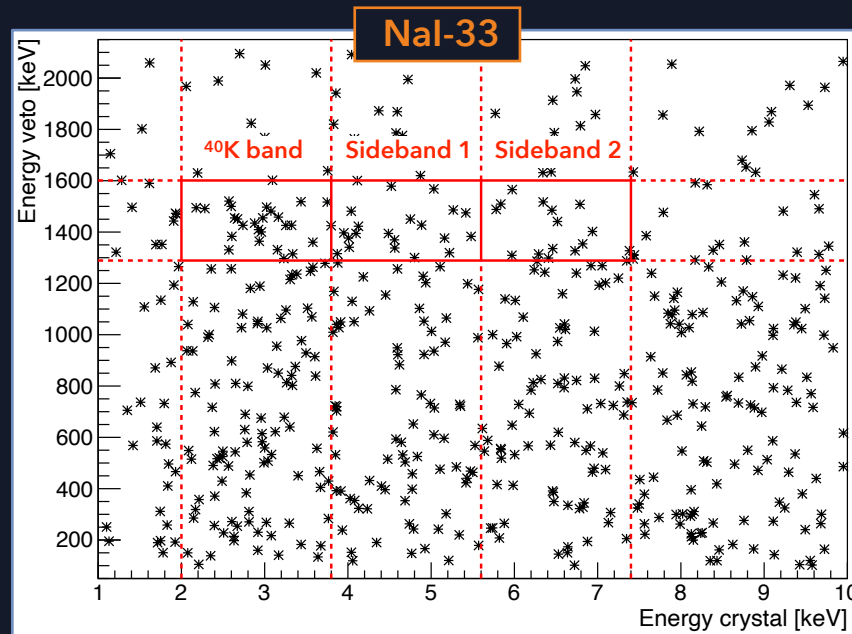 NaI-33
Energy veto [keV]
2000
1800
1600
1400
1200
1000
800
600
400
200
⁴⁰K band
Sideband 1
Sideband 2
1 2 3 4 5 6 7 8 9 10
Energy crystal [keV]